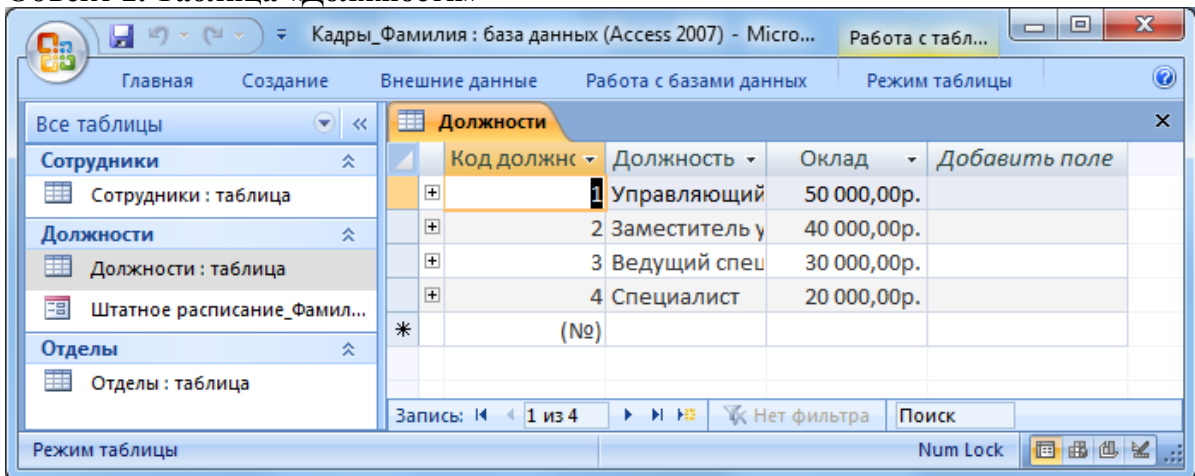 Кадры_Фамилия : база данных (Access 2007) - Micro... Работа с табл...
Главная Создание Внешние данные Работа с базами данных Режим таблицы
Все таблицы
Должности
Сотрудники
Код должнс Должность Оклад Добавить поле
Сотрудники : таблица
1 Управляющий 50 000,00р.
Должности
2 Заместитель у 40 000,00р.
Должности : таблица
3 Ведущий спец 30 000,00р.
Штатное расписание_Фамил...
4 Специалист 20 000,00р.
(№)
Отделы
Отделы : таблица
Запись: 1 из 4 Нет фильтра Поиск
Режим таблицы Num Lock